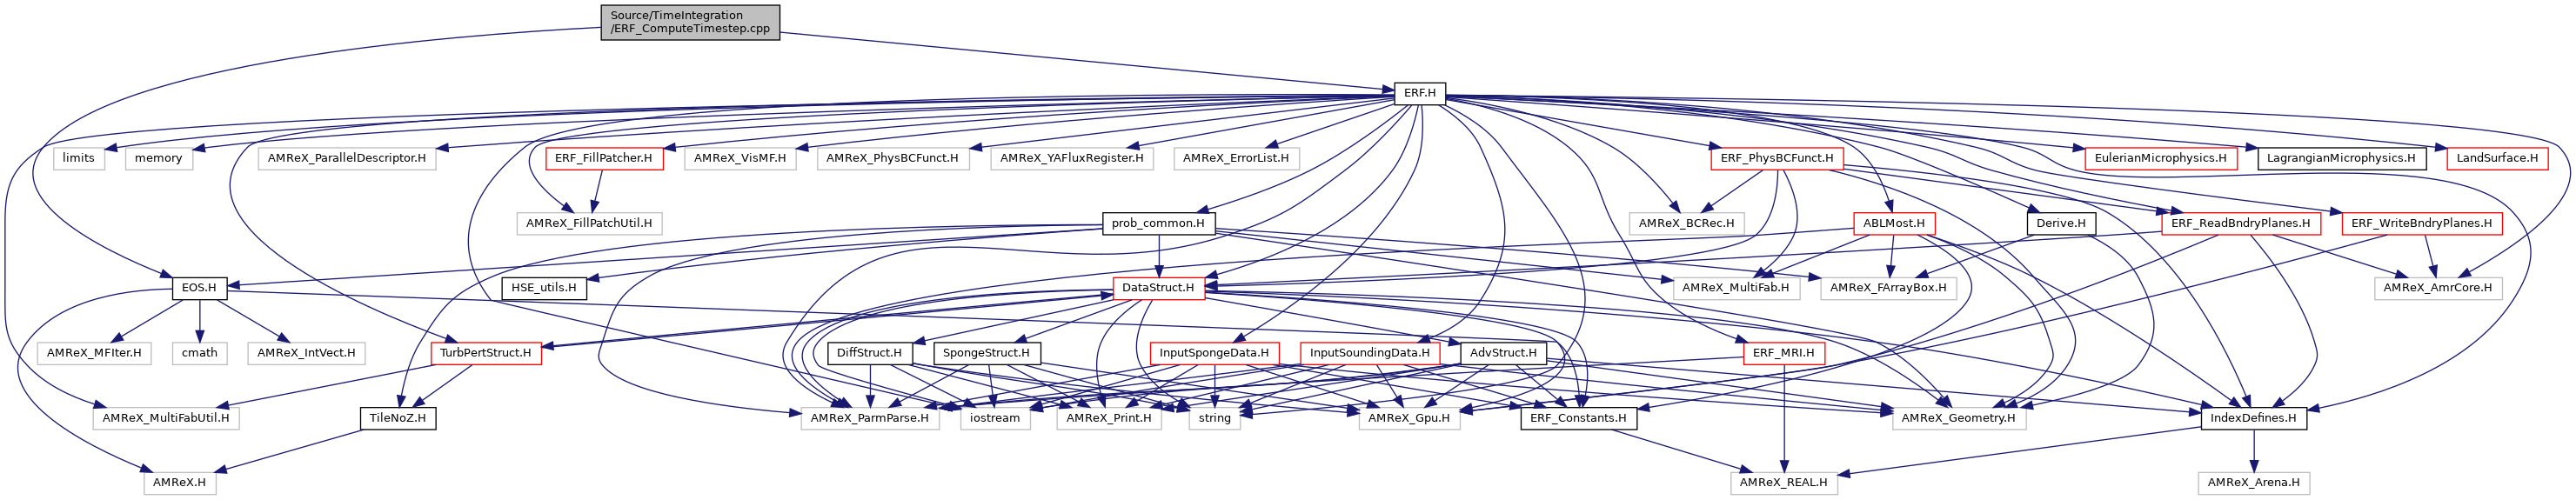 Source/TimeIntegration
/ERF_ComputeTimestep.cpp
ERF.H
limits
memory
AMReX_ParallelDescriptor.H
ERF_FillPatcher.H
AMReX_VisMF.H
AMReX_PhysBCFunct.H
AMReX_YAFluxRegister.H
AMReX_ErrorList.H
ERF_PhysBCFunct.H
EulerianMicrophysics.H
LagrangianMicrophysics.H
LandSurface.H
AMReX_FillPatchUtil.H
prob_common.H
AMReX_BCRec.H
ABLMost.H
Derive.H
ERF_ReadBndryPlanes.H
ERF_WriteBndryPlanes.H
EOS.H
HSE_utils.H
DataStruct.H
AMReX_MultiFab.H
AMReX_FArrayBox.H
AMReX_AmrCore.H
AMReX_MFIter.H
cmath
AMReX_IntVect.H
TurbPertStruct.H
DiffStruct.H
SpongeStruct.H
InputSpongeData.H
InputSoundingData.H
AdvStruct.H
ERF_MRI.H
AMReX_MultiFabUtil.H
TileNoZ.H
AMReX_ParmParse.H
iostream
AMReX_Print.H
string
AMReX_Gpu.H
ERF_Constants.H
AMReX_Geometry.H
IndexDefines.H
AMReX.H
AMReX_REAL.H
AMReX_Arena.H